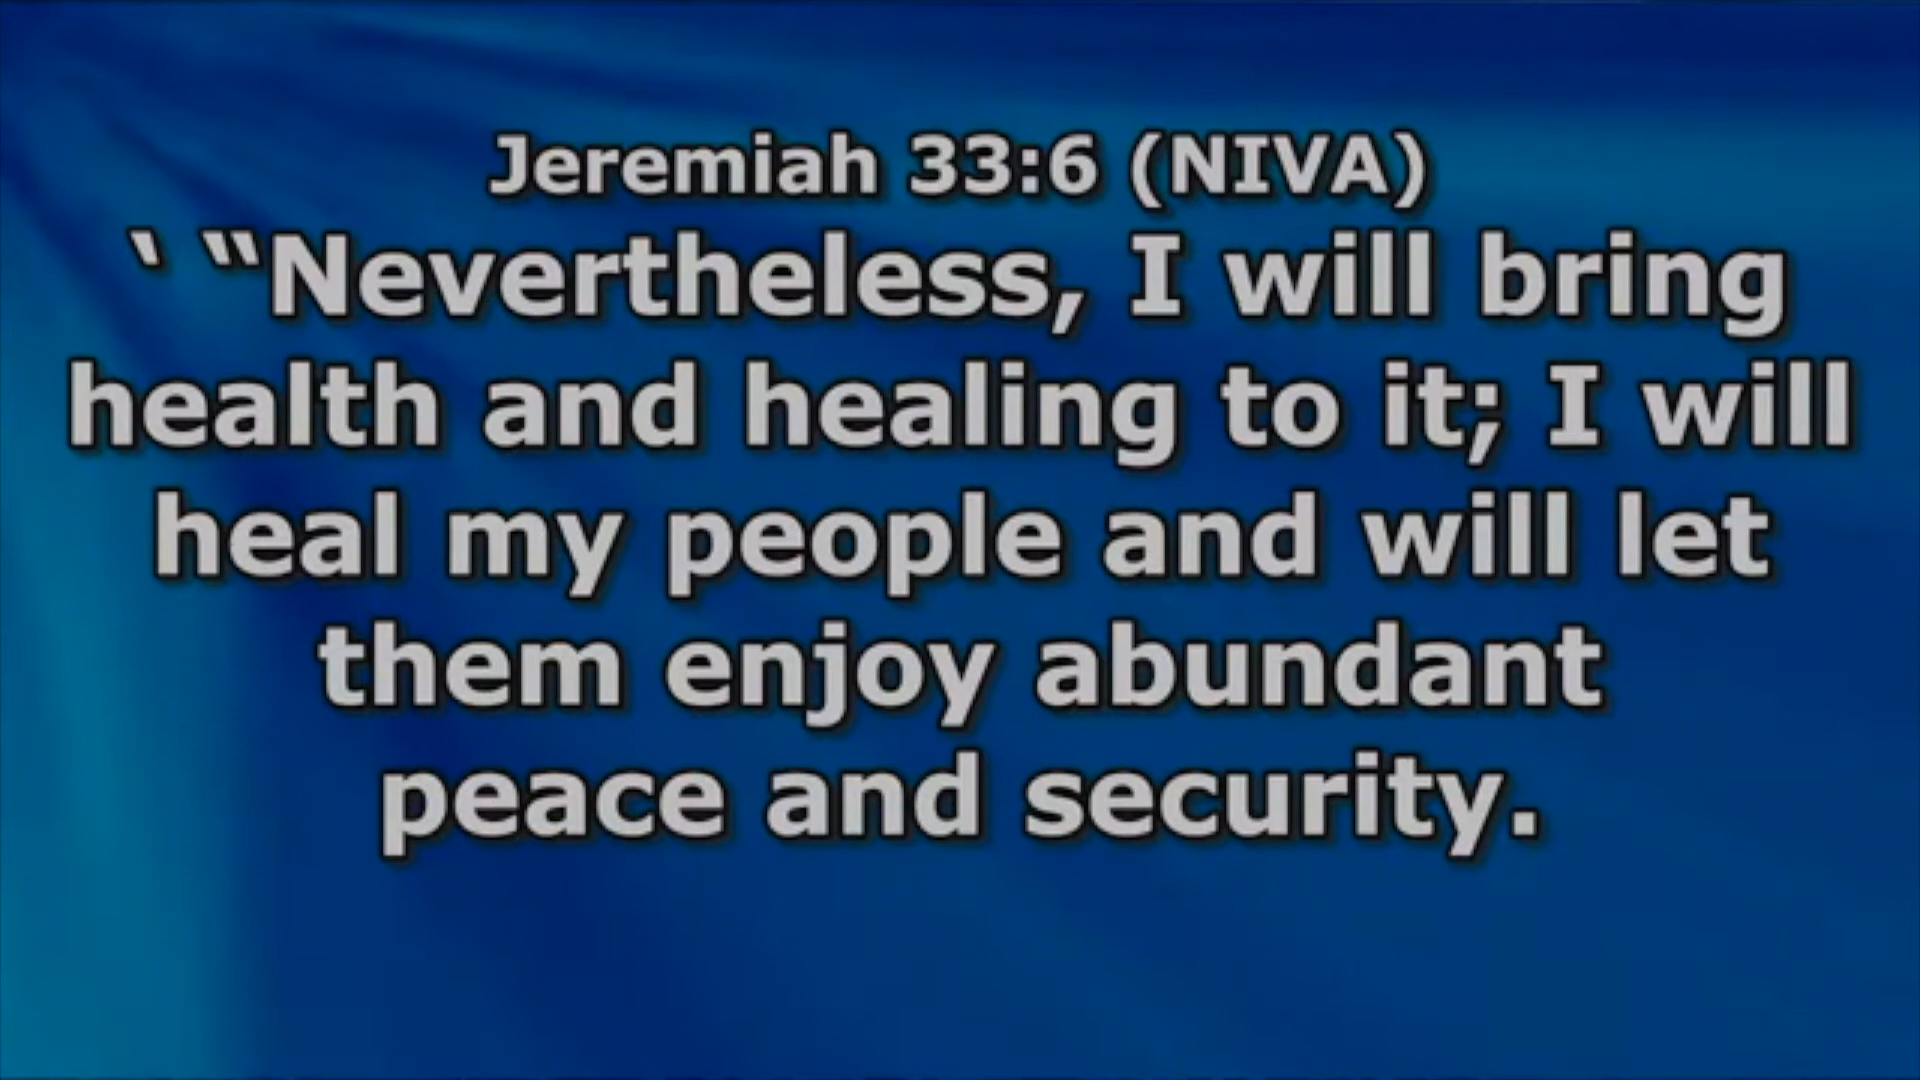 Jeremiah 33:6 (NIVA)
‘ “Nevertheless, I will bring
health and healing to it; I will
heal my people and will let
them enjoy abundant
peace and security.